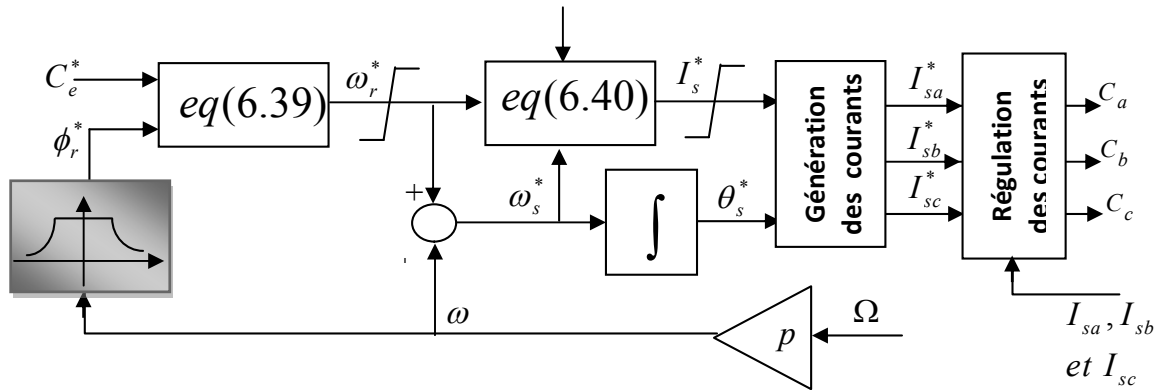 C_e^*
ϕ_r^*
eq(6.39)
ω_r^*
eq(6.40)
I_s^*
+
-
ω_s^*
∫
θ_s^*
Génération
des courants
I_sa^*
I_sb^*
I_sc^*
Régulation
des courants
C_a
C_b
C_c
ω
p
Ω
I_sa, I_sb
et I_sc